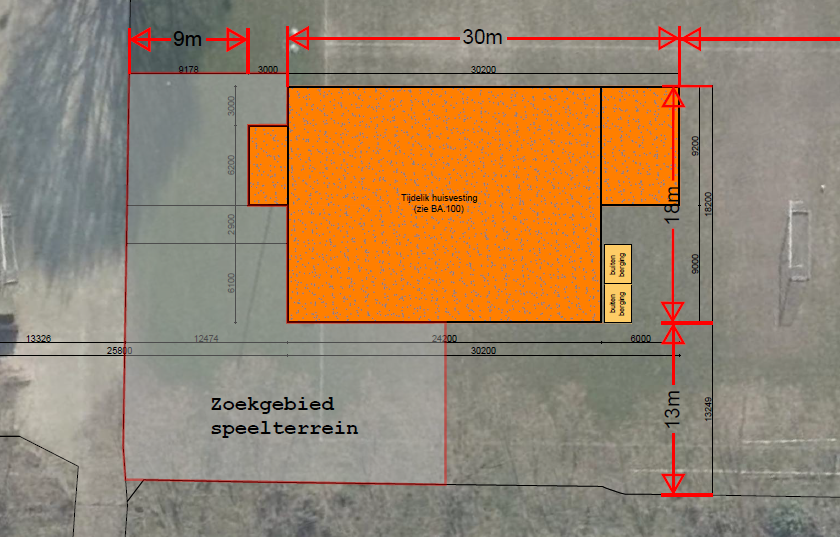 9m
30m
9178
3000
30200
3000
6200
2900
6100
9200
18200
9000
18m
Tijdelijk huisvesting
(zie BA.100)
buiten
berging
buiten
berging
13326
12474
24200
6000
25800
30200
13m
13249
Zoekgebied
speelterrein